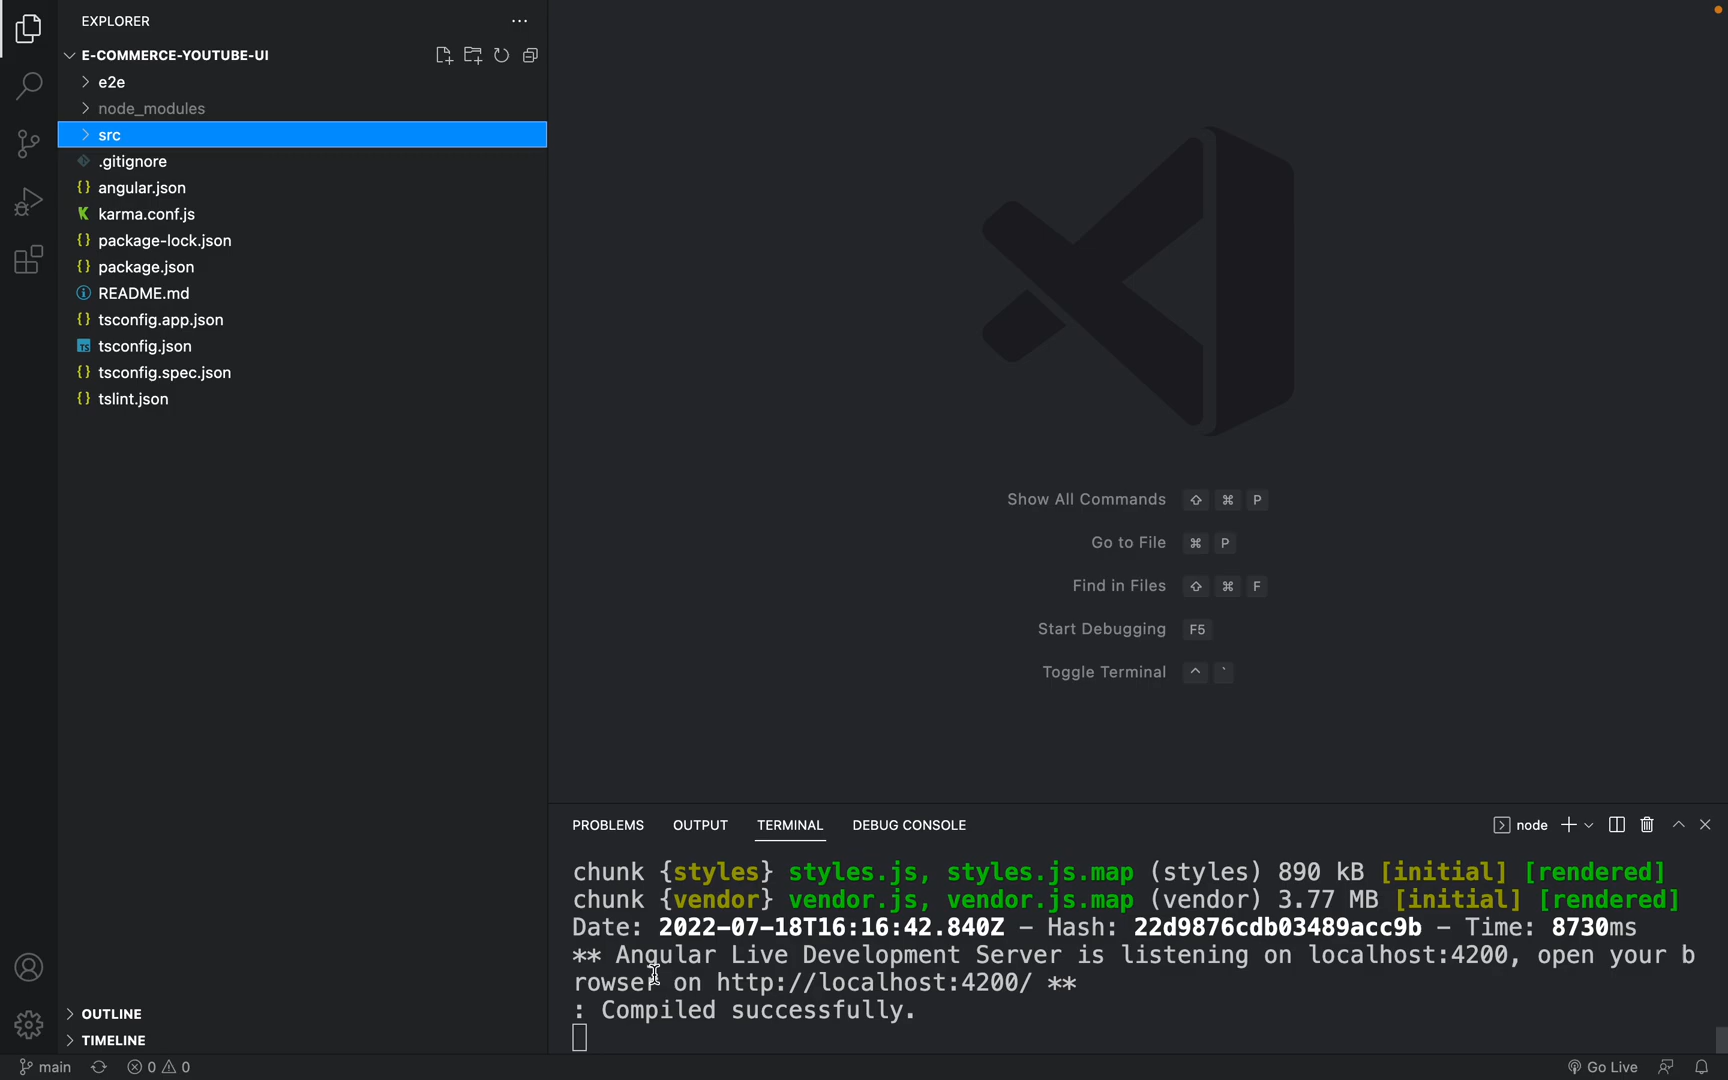 EXPLORER
E-COMMERCE-YOUTUBE-UI
e2e
node_modules
src
.gitignore
angular.json
karma.conf.js
package-lock.json
package.json
README.md
tsconfig.app.json
tsconfig.json
tsconfig.spec.json
tslint.json
OUTLINE
TIMELINE
Show All Commands ⇧ ⌘ P
Go to File ⌘ P
Find in Files ⇧ ⌘ F
Start Debugging F5
Toggle Terminal ^ `
PROBLEMS OUTPUT TERMINAL DEBUG CONSOLE node
chunk {styles} styles.js, styles.js.map (styles) 890 kB [initial] [rendered]
chunk {vendor} vendor.js, vendor.js.map (vendor) 3.77 MB [initial] [rendered]
Date: 2022-07-18T16:16:42.840Z - Hash: 22d9876cdb03489acc9b - Time: 8730ms
** Angular Live Development Server is listening on localhost:4200, open your b
rowser on http://localhost:4200/ **
: Compiled successfully.
main 0 0 Go Live